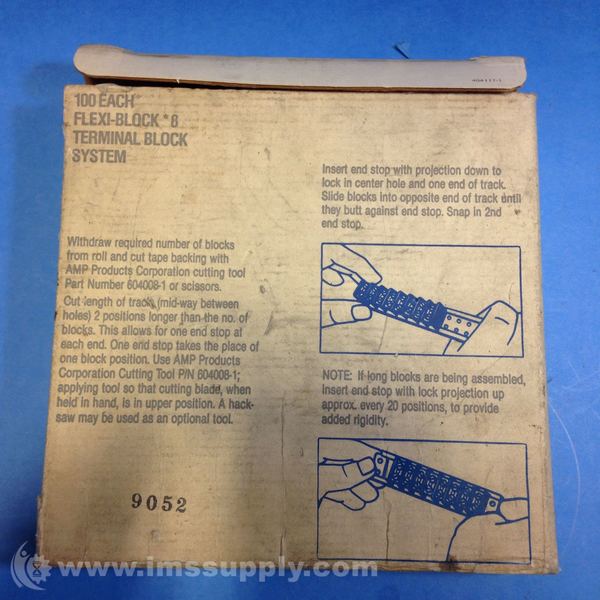 100 EACH
FLEXI-BLOCK * 8
TERMINAL BLOCK
SYSTEM
Insert end stop with projection down to
lock in center hole and one end of track.
Slide blocks into opposite end of track until
they butt against end stop. Snap in 2nd
end stop.
Withdraw required number of blocks
from roll and cut tape backing with
AMP Products Corporation cutting tool
Part Number 604008-1 or scissors.
Cut length of track (mid-way between
holes) 2 positions longer than the no. of
blocks. This allows for one end stop at
each end. One end stop takes the place of
one block position. Use AMP Products
Corporation Cutting Tool P/N 604008-1;
applying tool so that cutting blade, when
held in hand, is in upper position. A hack-
saw may be used as an optional tool.
NOTE: If long blocks are being assembled,
insert end stop with lock projection up
approx. every 20 positions, to provide
added rigidity.
9052
www.imssupply.com